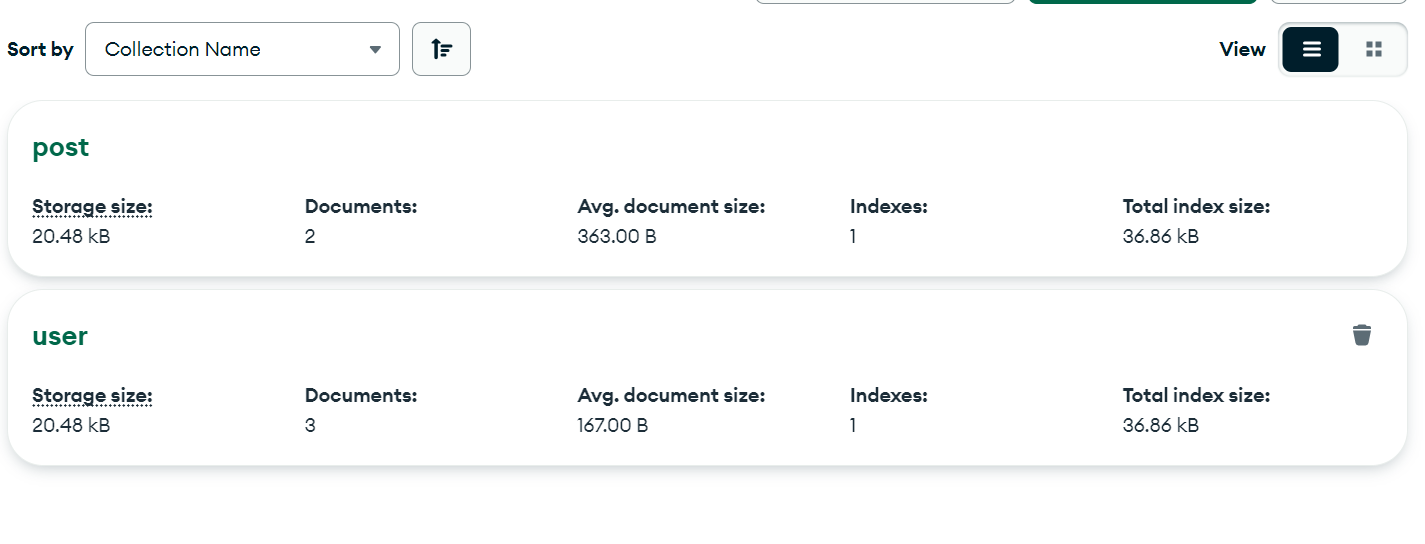 Sort by Collection Name View
post
Storage size: Documents: Avg. document size: Indexes: Total index size:
20.48 kB 2 363.00 B 1 36.86 kB
user
Storage size: Documents: Avg. document size: Indexes: Total index size:
20.48 kB 3 167.00 B 1 36.86 kB